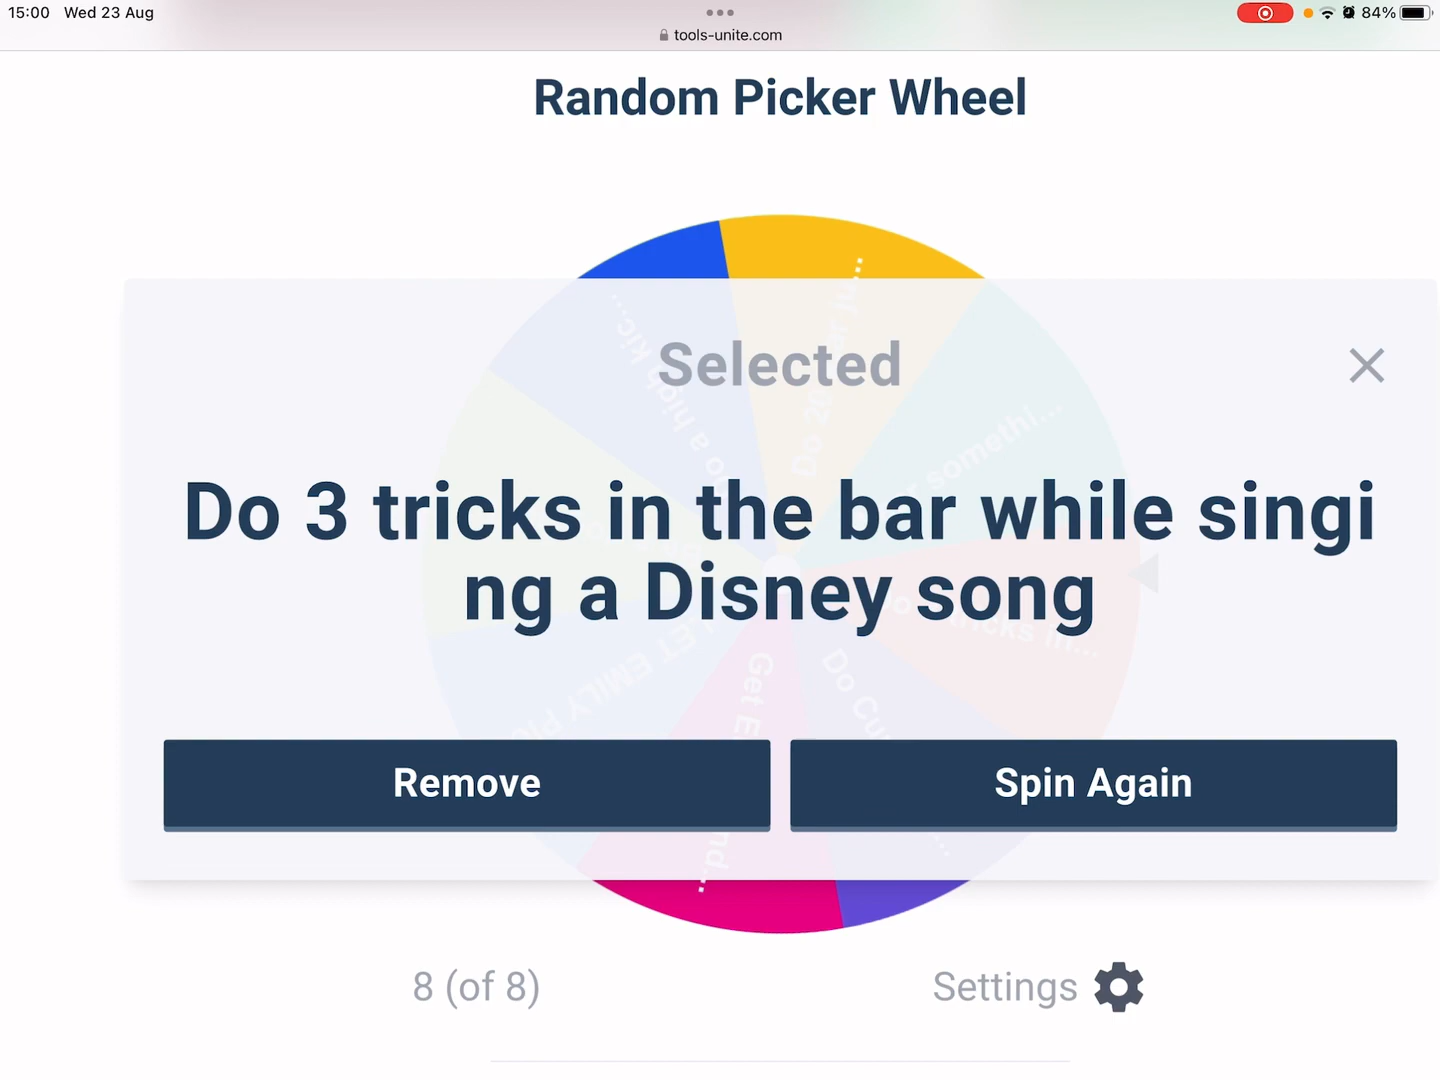 15:00 Wed 23 Aug
84%
tools-unite.com
Random Picker Wheel
Selected
Do 3 tricks in the bar while singi
ng a Disney song
Remove
Spin Again
8 (of 8)
Settings